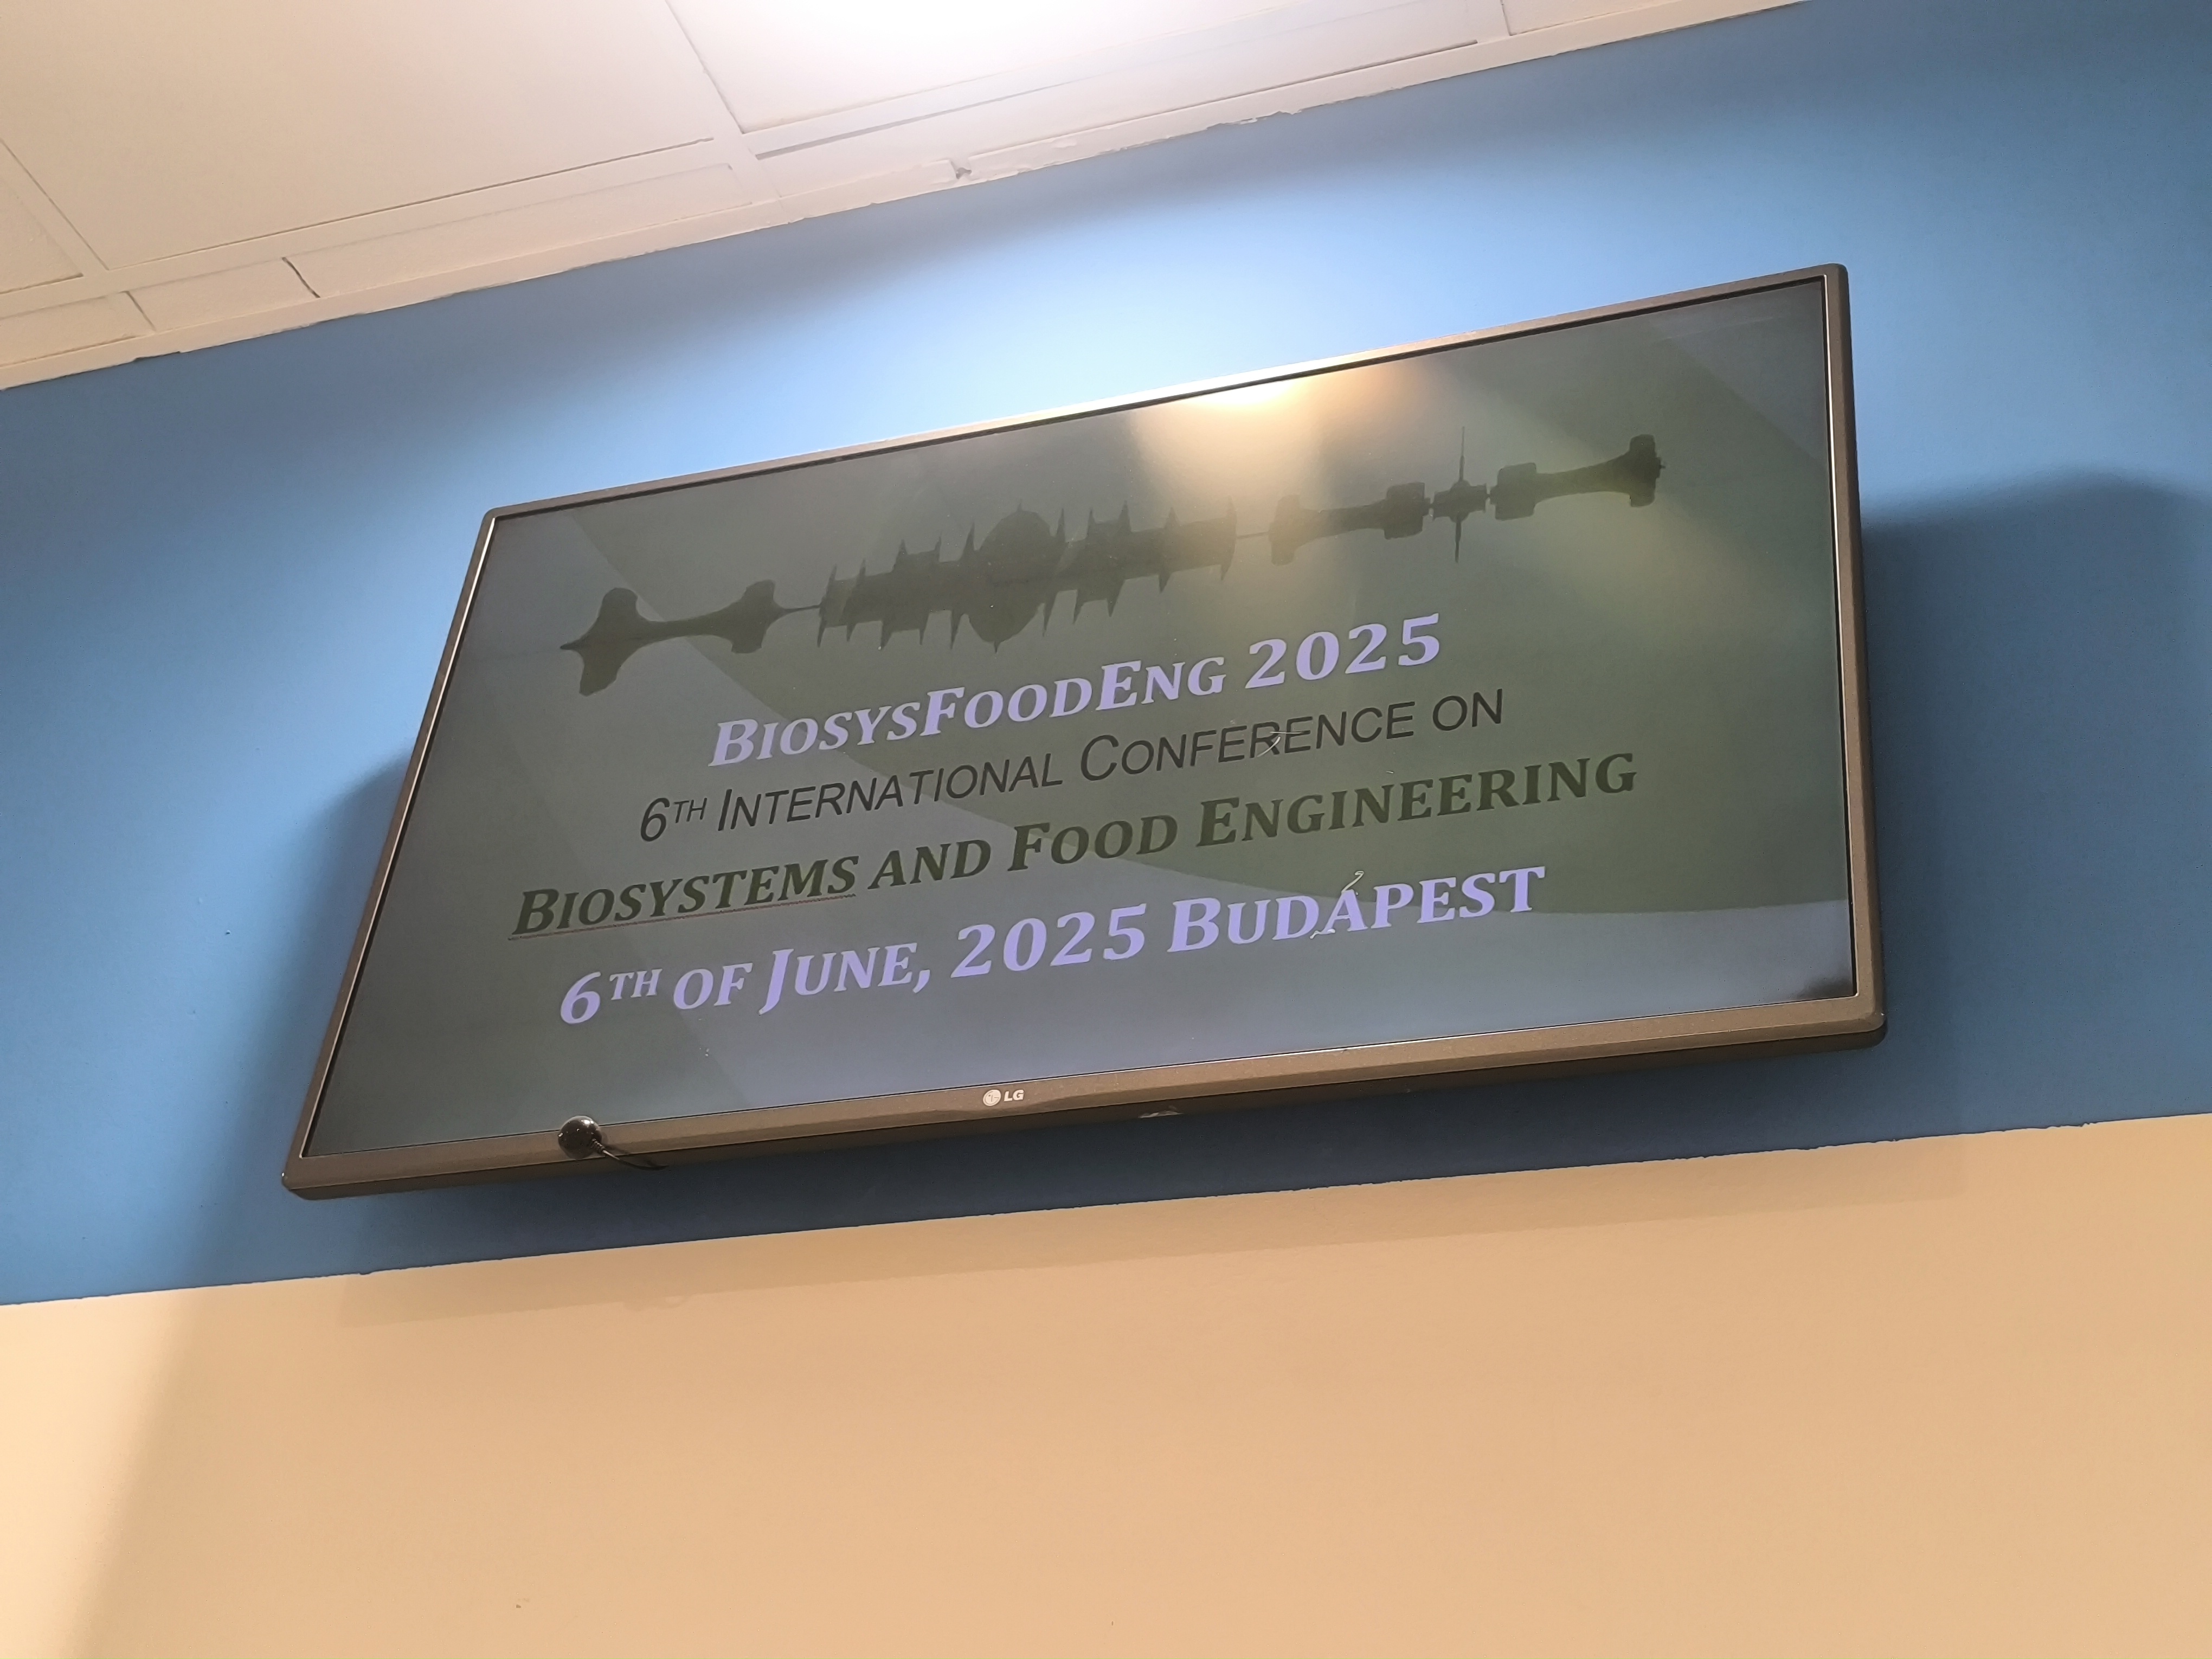 BIOSYSFOODENG 2025
6TH INTERNATIONAL CONFERENCE ON
BIOSYSTEMS AND FOOD ENGINEERING
6TH OF JUNE, 2025 BUDAPEST
LG